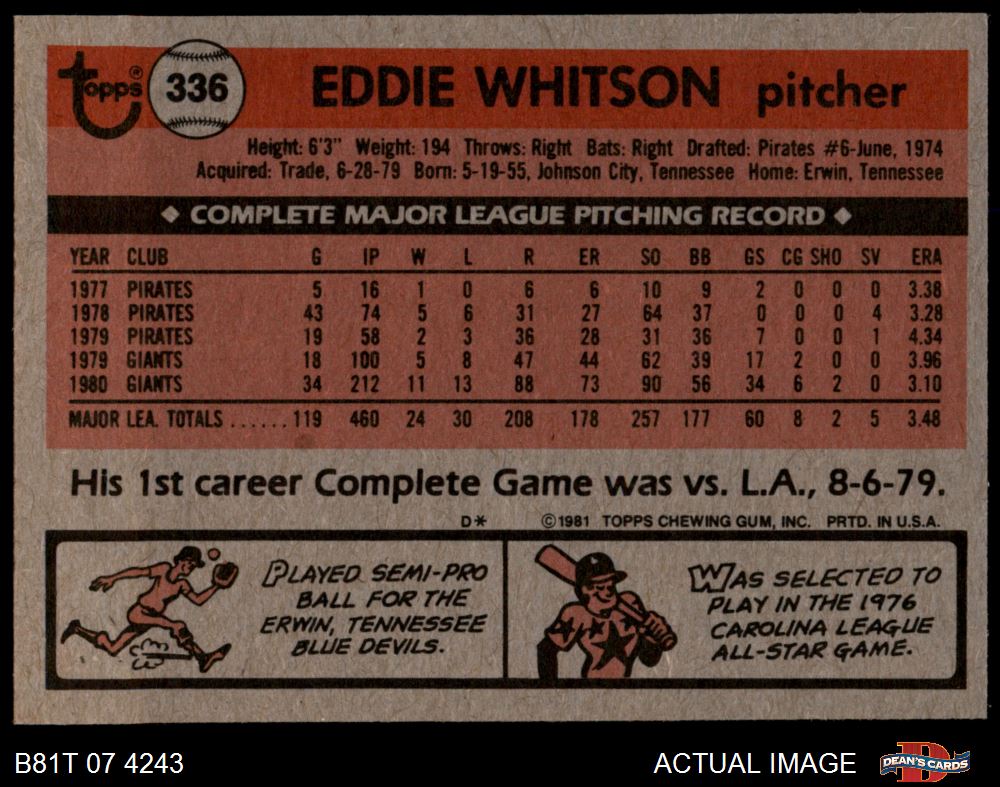 topps® 336 EDDIE WHITSON pitcher
Height: 6'3" Weight: 194 Throws: Right Bats: Right Drafted: Pirates #6-June, 1974
Acquired: Trade, 6-28-79 Born: 5-19-55, Johnson City, Tennessee Home: Erwin, Tennessee
◆ COMPLETE MAJOR LEAGUE PITCHING RECORD ◆
YEAR CLUB G IP W L R ER SO BB GS CG SHO SV ERA
1977 PIRATES 5 16 1 0 6 6 10 9 2 0 0 0 3.38
1978 PIRATES 43 74 5 6 31 27 64 37 0 0 0 4 3.28
1979 PIRATES 19 58 2 3 36 28 31 36 7 0 0 1 4.34
1979 GIANTS 18 100 5 8 47 44 62 39 17 2 0 0 3.96
1980 GIANTS 34 212 11 13 88 73 90 56 34 6 2 0 3.10
MAJOR LEA. TOTALS ...... 119 460 24 30 208 178 257 177 60 8 2 5 3.48
His 1st career Complete Game was vs. L.A., 8-6-79.
D* ©1981 TOPPS CHEWING GUM, INC. PRTD. IN U.S.A.
PLAYED SEMI-PRO
BALL FOR THE
ERWIN, TENNESSEE
BLUE DEVILS.
WAS SELECTED TO
PLAY IN THE 1976
CAROLINA LEAGUE
ALL-STAR GAME.
B81T 07 4243 ACTUAL IMAGE D DEAN'S CARDS